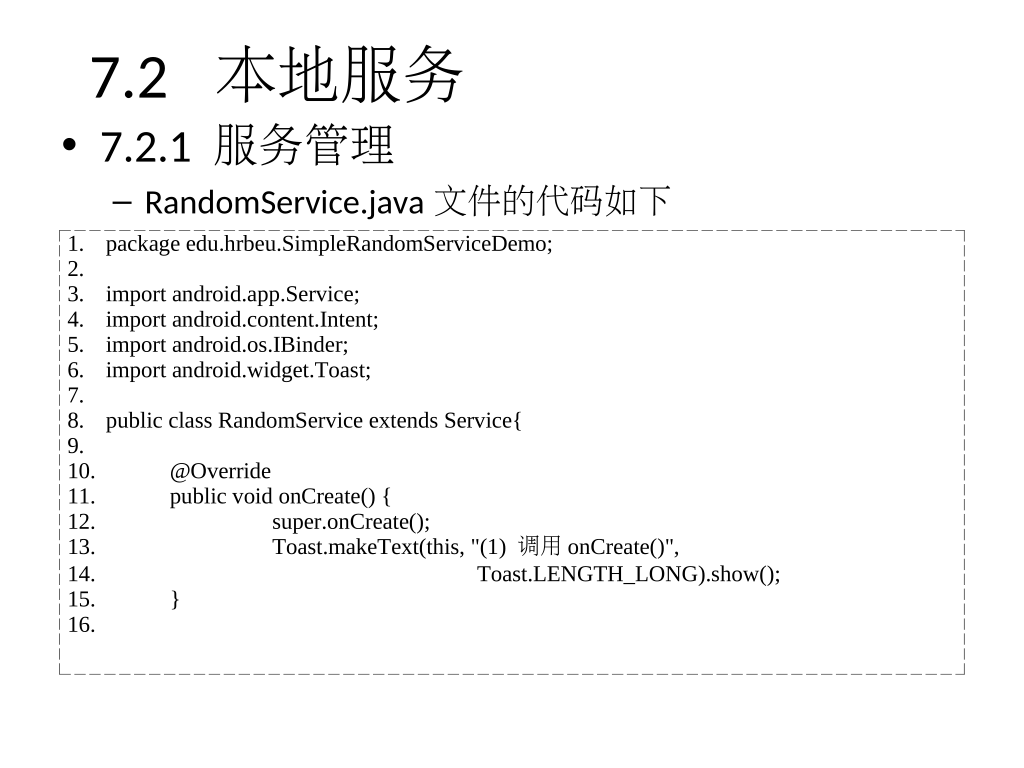 7.2 本地服务
• 7.2.1 服务管理
– RandomService.java 文件的代码如下
1. package edu.hrbeu.SimpleRandomServiceDemo;
2.
3. import android.app.Service;
4. import android.content.Intent;
5. import android.os.IBinder;
6. import android.widget.Toast;
7.
8. public class RandomService extends Service{
9.
10. @Override
11. public void onCreate() {
12. super.onCreate();
13. Toast.makeText(this, "(1) 调用 onCreate()",
14. Toast.LENGTH_LONG).show();
15. }
16.